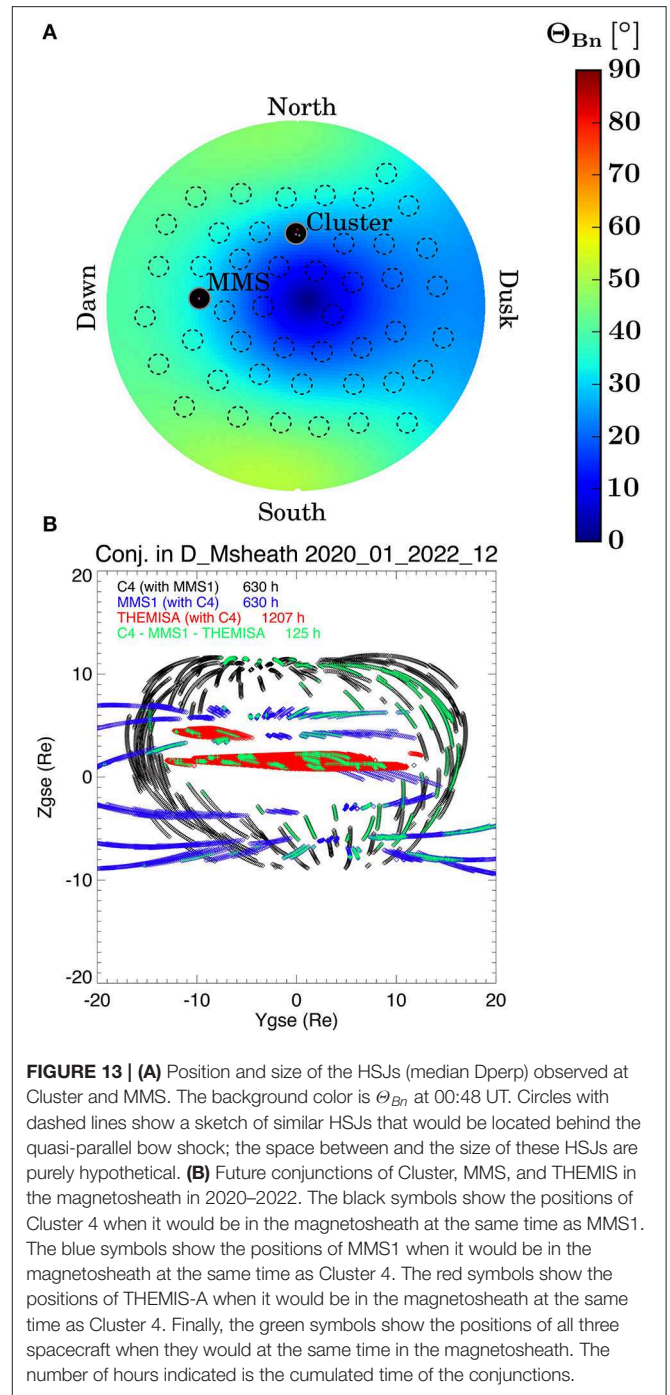 A
Θ_Bn [°]
North
90
80
70
60
50
40
30
20
10
0
Cluster
MMS
Dawn
Dusk
South
B
Conj. in D_Msheath 2020_01_2022_12
C4 (with MMS1) 630 h
MMS1 (with C4) 630 h
THEMISA (with C4) 1207 h
C4 - MMS1 - THEMISA 125 h
20
10
0
-10
-20
Zgse (Re)
-20 -10 0 10 20
Ygse (Re)
FIGURE 13 | (A) Position and size of the HSJs (median Dperp) observed at
Cluster and MMS. The background color is Θ_Bn at 00:48 UT. Circles with
dashed lines show a sketch of similar HSJs that would be located behind the
quasi-parallel bow shock; the space between and the size of these HSJs are
purely hypothetical. (B) Future conjunctions of Cluster, MMS, and THEMIS in
the magnetosheath in 2020–2022. The black symbols show the positions of
Cluster 4 when it would be in the magnetosheath at the same time as MMS1.
The blue symbols show the positions of MMS1 when it would be in the
magnetosheath at the same time as Cluster 4. The red symbols show the
positions of THEMIS-A when it would be in the magnetosheath at the same
time as Cluster 4. Finally, the green symbols show the positions of all three
spacecraft when they would at the same time in the magnetosheath. The
number of hours indicated is the cumulated time of the conjunctions.